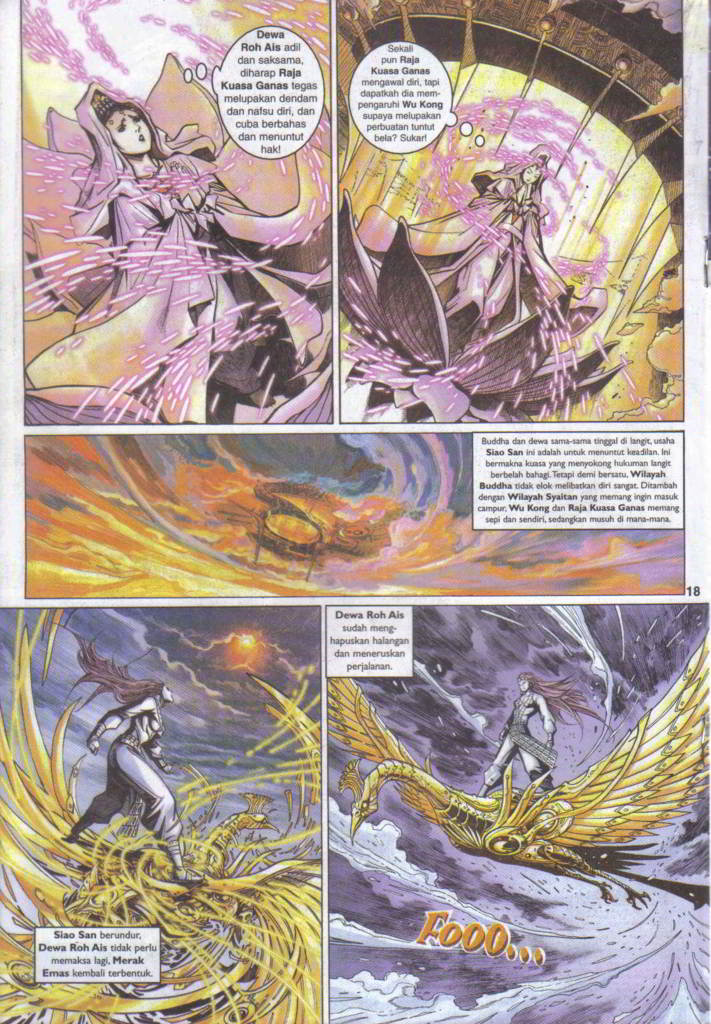 Dewa
Roh Ais adil
dan saksama,
diharap Raja
Kuasa Ganas tegas
melupakan dendam
dan nafsu diri, dan
cuba berbahas
dan menuntut
hak!
Sekali
pun Raja
Kuasa Ganas
mengawal diri, tapi
dapatkah dia mem-
pengaruhi Wu Kong
supaya melupakan
perbuatan tuntut
bela? Sukar!
Buddha dan dewa sama-sama tinggal di langit, usaha
Siao San ini adalah untuk menuntut keadilan. Ini
bermakna kuasa yang menyokong hukuman langit
berbelah bahagi. Tetapi demi bersatu, Wilayah
Buddha tidak elok melibatkan diri sangat. Ditambah
dengan Wilayah Syaitan yang memang ingin masuk
campur, Wu Kong dan Raja Kuasa Ganas memang
sepi dan sendiri, sedangkan musuh di mana-mana.
18
Siao San berundur,
Dewa Roh Ais tidak perlu
memaksa lagi, Merak
Emas kembali terbentuk.
Dewa Roh Ais
sudah meng-
hapuskan halangan
dan meneruskan
perjalanan.
FOOO...